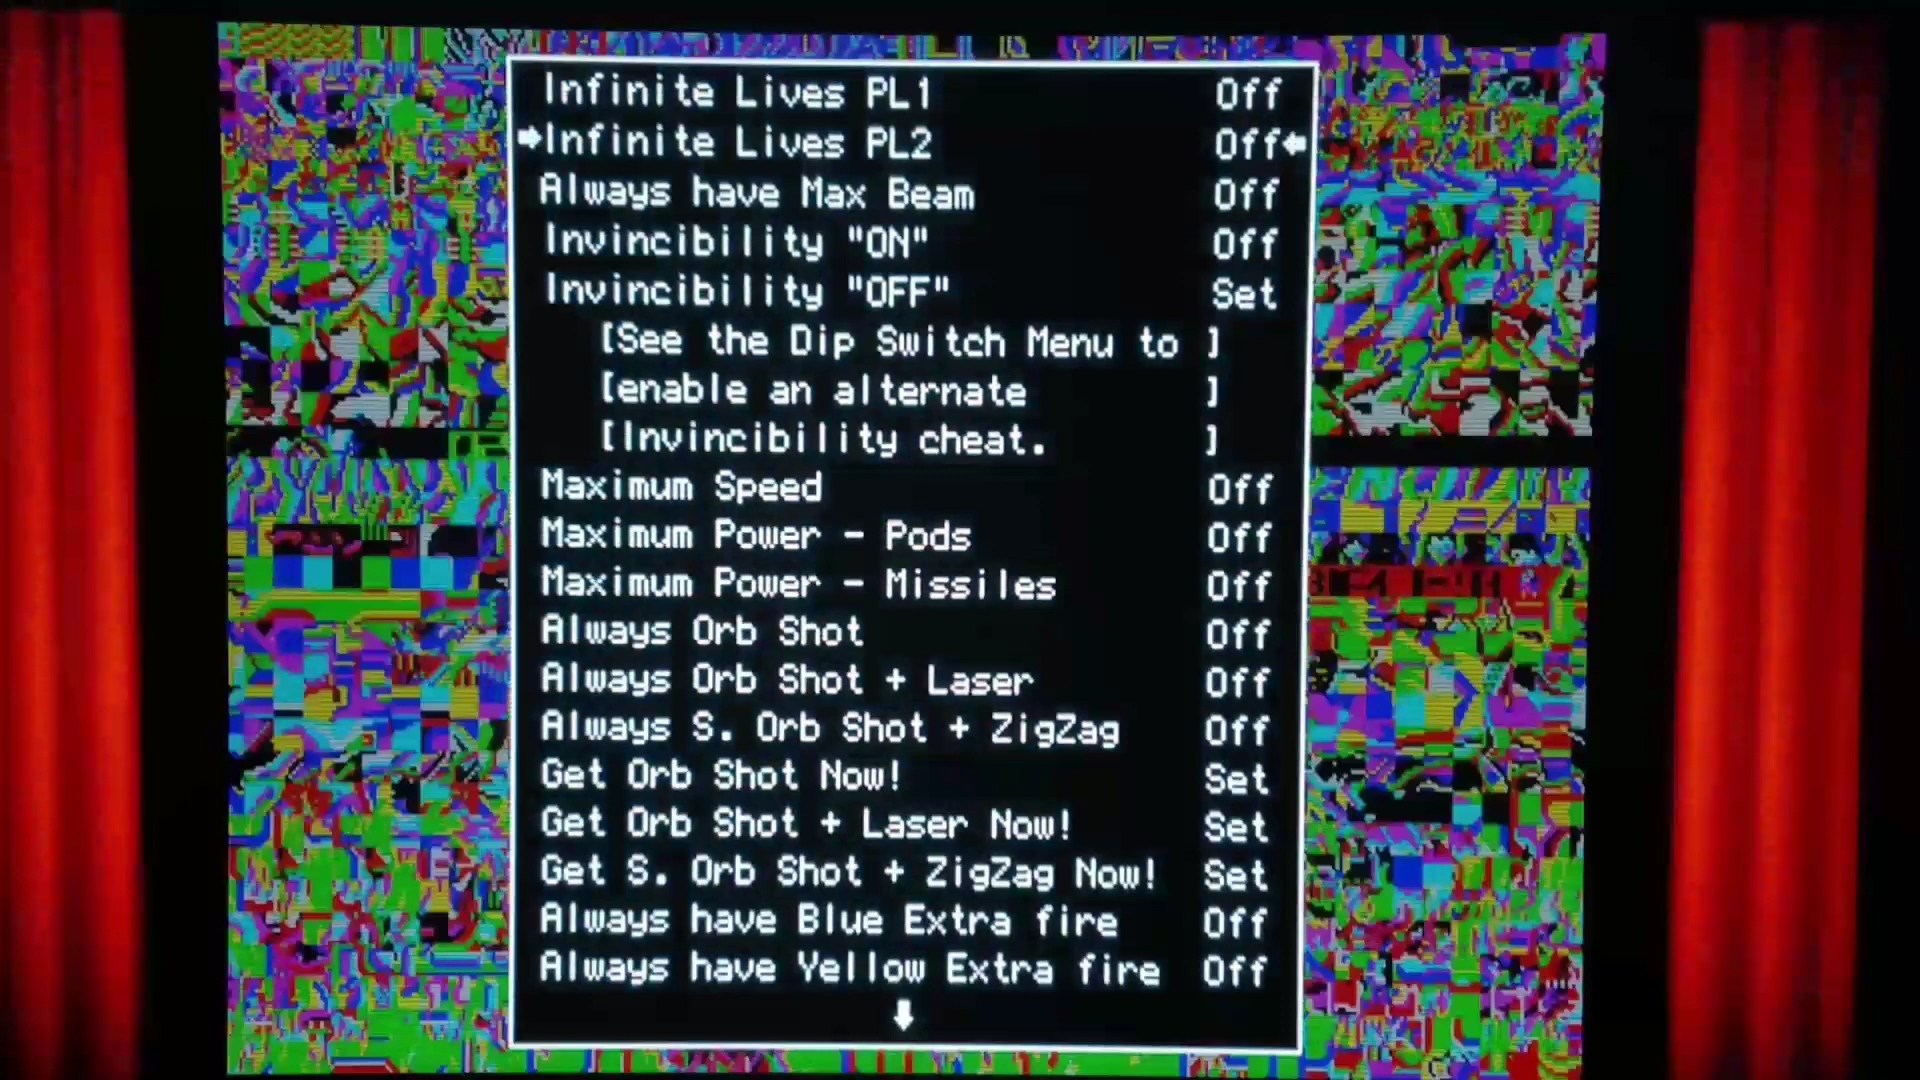 Infinite Lives PL1 Off
Infinite Lives PL2 Off
Always have Max Beam Off
Invincibility "ON" Off
Invincibility "OFF" Set
[See the Dip Switch Menu to ]
[enable an alternate ]
[Invincibility cheat. ]
Maximum Speed Off
Maximum Power - Pods Off
Maximum Power - Missiles Off
Always Orb Shot Off
Always Orb Shot + Laser Off
Always S. Orb Shot + ZigZag Off
Get Orb Shot Now! Set
Get Orb Shot + Laser Now! Set
Get S. Orb Shot + ZigZag Now! Set
Always have Blue Extra fire Off
Always have Yellow Extra fire Off